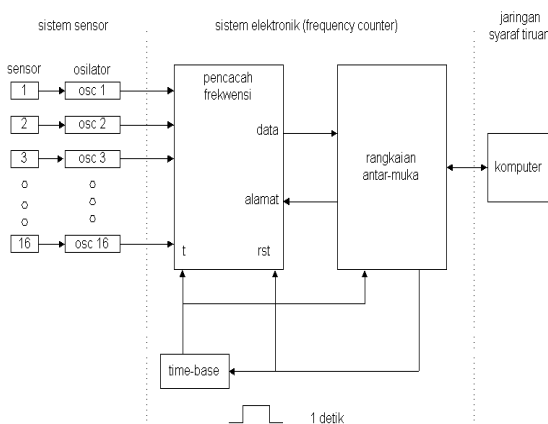 sistem sensor
sistem elektronik (frequency counter)
jaringan
syaraf tiruan
sensor
osilator
1
osc 1
2
osc 2
3
osc 3
16
osc 16
pencacah
frekwensi
data
alamat
t
rst
rangkaian
antar-muka
komputer
time-base
1 detik